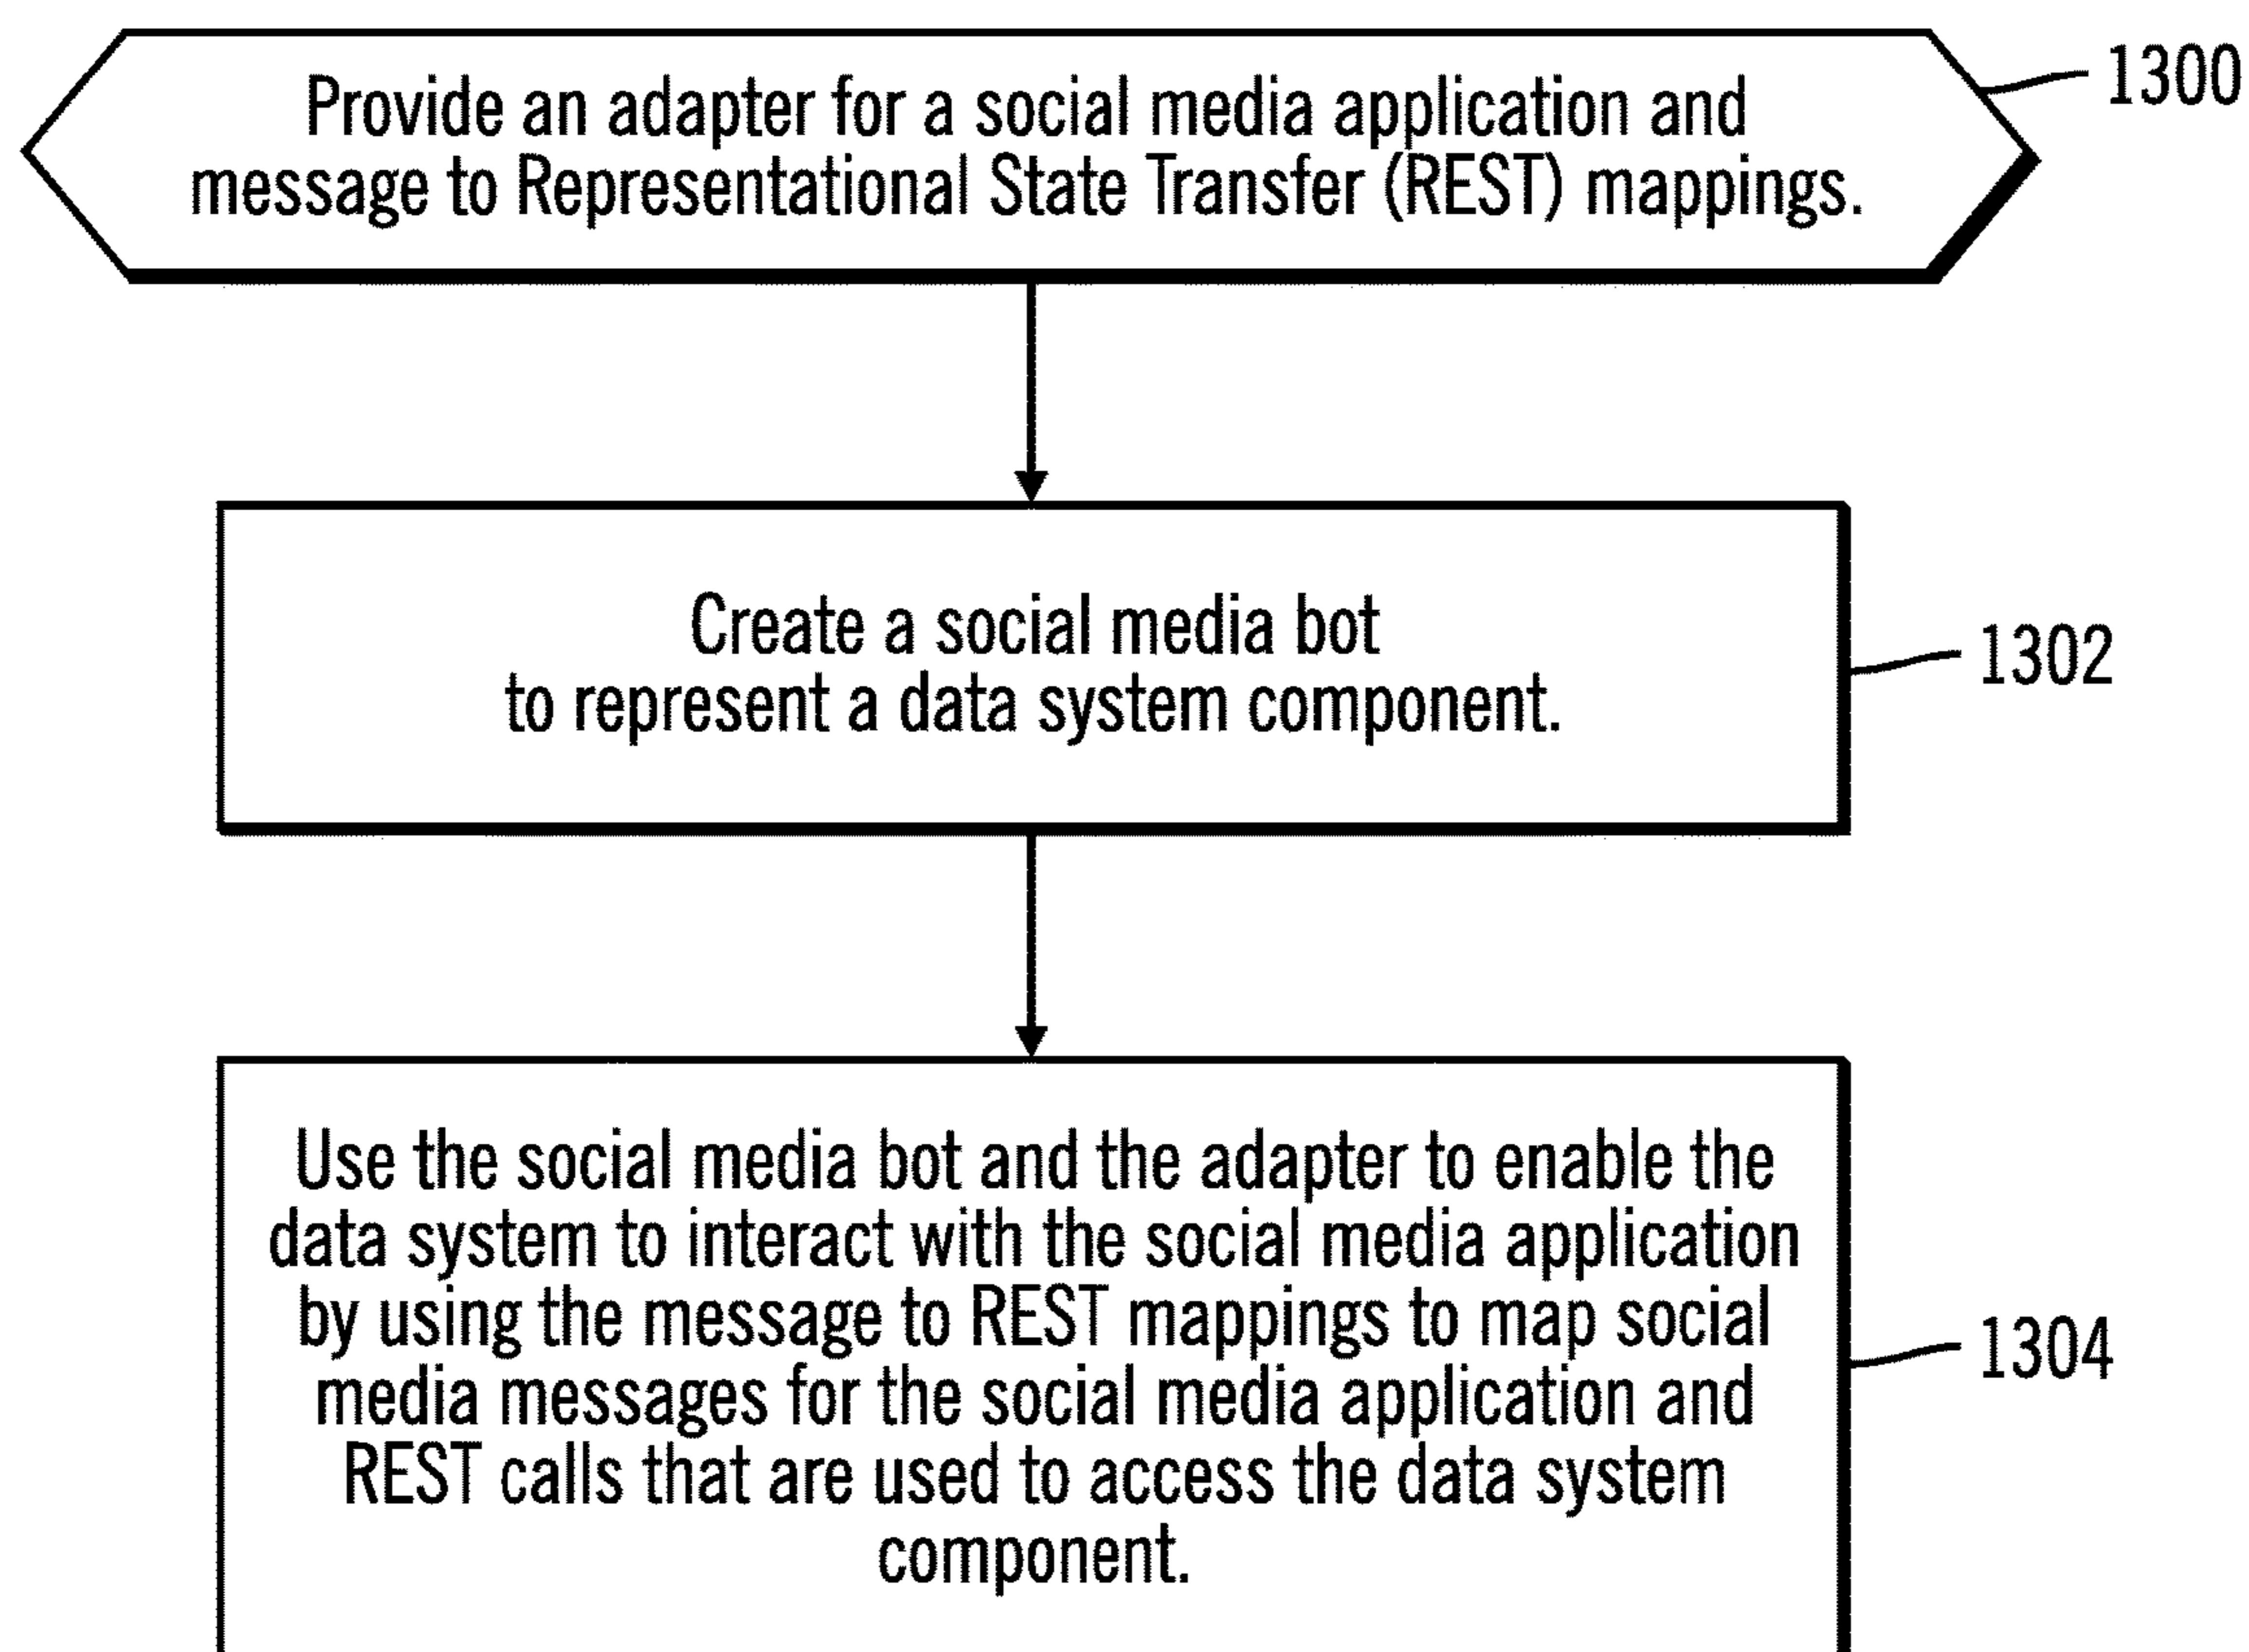 Provide an adapter for a social media application and
message to Representational State Transfer (REST) mappings.
1300
Create a social media bot
to represent a data system component.
1302
Use the social media bot and the adapter to enable the
data system to interact with the social media application
by using the message to REST mappings to map social
media messages for the social media application and
REST calls that are used to access the data system
component.
1304